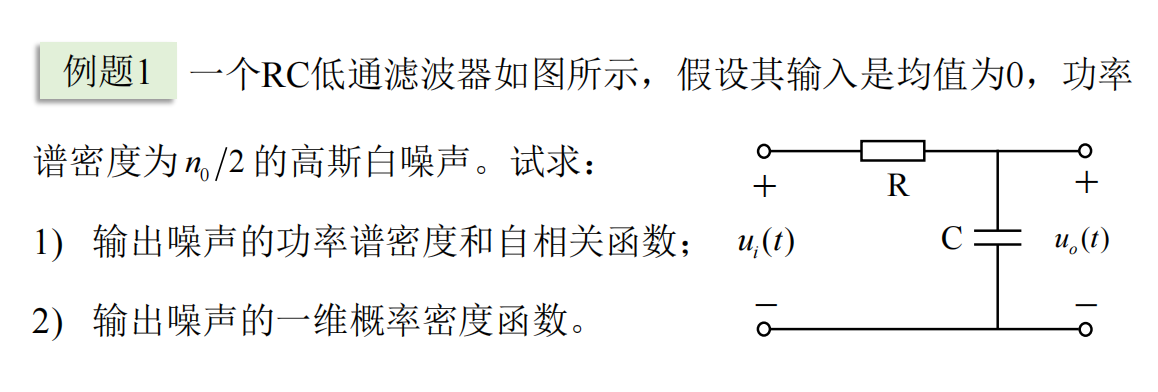 例题1 一个RC低通滤波器如图所示，假设其输入是均值为0，功率
谱密度为 n₀/2 的高斯白噪声。试求：
1) 输出噪声的功率谱密度和自相关函数；
2) 输出噪声的一维概率密度函数。
R
+
+
uᵢ(t)
C
uₒ(t)
−
−